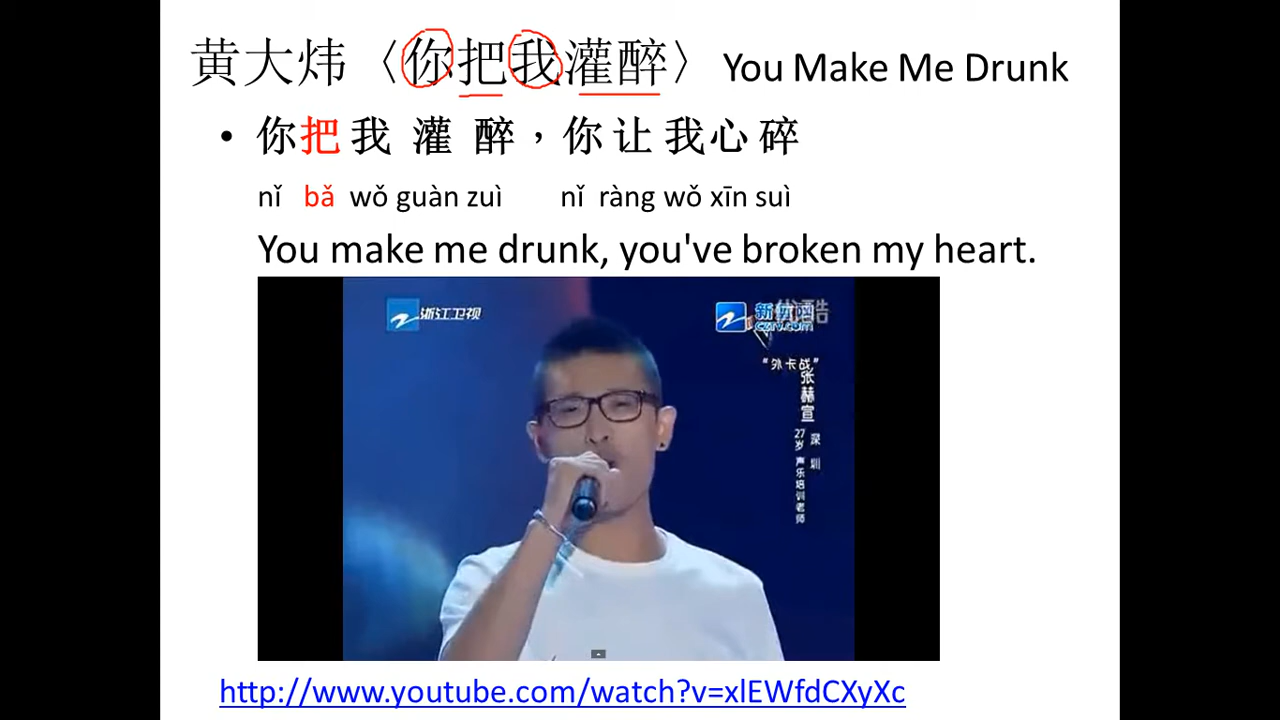 黄大炜〈你把我灌醉〉You Make Me Drunk
• 你把我 灌 醉，你让我心碎
nǐ bǎ wǒ guàn zuì nǐ ràng wǒ xīn suì
You make me drunk, you've broken my heart.
浙江卫视
cztv.com
“外卡战”
张赫宣
深圳
27岁 声乐培训老师
http://www.youtube.com/watch?v=xlEWfdCXyXc